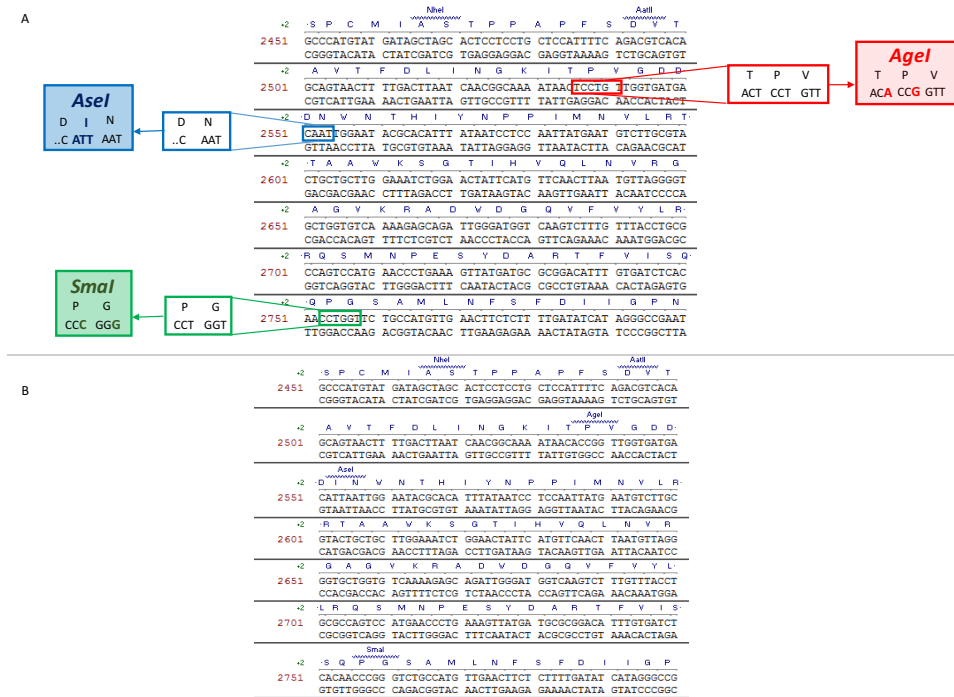 A
NheI AatII
+2 ·S P C M I A S T P P A P F S D V T
2451 GCCCATGTAT GATAGCTAGC ACTCCTCCTG CTCCATTTTC AGACGTCACA
CGGGTACATA CTATCGATCG TGAGGAGGAC GAGGTAAAAG TCTGCAGTGT
+2 A V T F D L I N G K I T P V G D D·
2501 GCAGTAACTT TTGACTTAAT CAACGGCAAA ATAACTCCTG TTGGTGATGA
CGTCATTGAA AACTGAATTA GTTGCCGTTT TATTGAGGAC AACCACTACT
T P V
ACT CCT GTT
AgeI
T P V
ACA CCG GTT
AseI
D I N
..C ATT AAT
D N
..C AAT
+2 ·D N W N T H I Y N P P I M N V L R T·
2551 CAATTGGAAT ACGCACATTT ATAATCCTCC AATTATGAAT GTCTTGCGTA
GTTAACCTTA TGCGTGTAAA TATTAGGAGG TTAATACTTA CAGAACGCAT
+2 ·T A A W K S G T I H V Q L N V R G
2601 CTGCTGCTTG GAAATCTGGA ACTATTCATG TTCAACTTAA TGTTAGGGGT
GACGACGAAC CTTTAGACCT TGATAAGTAC AAGTTGAATT ACAATCCCCA
+2 A G V K R A D W D G Q V F V Y L R·
2651 GCTGGTGTCA AAAGAGCAGA TTGGGATGGT CAAGTCTTTG TTTACCTGCG
CGACCACAGT TTTCTCGTCT AACCCTACCA GTTCAGAAAC AAATGGACGC
+2 ·R Q S M N P E S Y D A R T F V I S Q·
2701 CCAGTCCATG AACCCTGAAA GTTATGATGC GCGGACATTT GTGATCTCAC
GGTCAGGTAC TTGGGACTTT CAATACTACG CGCCTGTAAA CACTAGAGTG
SmaI
P G
CCC GGG
P G
CCT GGT
+2 ·Q P G S A M L N F S F D I I G P N
2751 AACCTGGTTC TGCCATGTTG AACTTCTCTT TTGATATCAT AGGGCCGAAT
TTGGACCAAG ACGGTACAAC TTGAAGAGAA AACTATAGTA TCCCGGCTTA
B
NheI AatII
+2 ·S P C M I A S T P P A P F S D V T
2451 GCCCATGTAT GATAGCTAGC ACTCCTCCTG CTCCATTTTC AGACGTCACA
CGGGTACATA CTATCGATCG TGAGGAGGAC GAGGTAAAAG TCTGCAGTGT
AgeI
+2 A V T F D L I N G K I T P V G D D·
2501 GCAGTAACTT TTGACTTAAT CAACGGCAAA ATAACACCGG TTGGTGATGA
CGTCATTGAA AACTGAATTA GTTGCCGTTT TATTGTGGCC AACCACTACT
AseI
+2 ·D I N W N T H I Y N P P I M N V L R·
2551 CATTAATTGG AATACGCACA TTTATAATCC TCCAATTATG AATGTCTTGC
GTAATTAACC TTATGCGTGT AAATATTAGG AGGTTAATAC TTACAGAACG
+2 ·R T A A W K S G T I H V Q L N V R
2601 GTACTGCTGC TTGGAAATCT GGAACTATTC ATGTTCAACT TAATGTTAGG
CATGACGACG AACCTTTAGA CCTTGATAAG TACAAGTTGA ATTACAATCC
+2 G A G V K R A D W D G Q V F V Y L·
2651 GGTGCTGGTG TCAAAAGAGC AGATTGGGAT GGTCAAGTCT TTGTTTACCT
CCACGACCAC AGTTTTCTCG TCTAACCCTA CCAGTTCAGA AACAAATGGA
+2 ·L R Q S M N P E S Y D A R T F V I S·
2701 GCGCCAGTCC ATGAACCCTG AAAGTTATGA TGCGCGGACA TTTGTGATCT
CGCGGTCAGG TACTTGGGAC TTTCAATACT ACGCGCCTGT AAACACTAGA
SmaI
+2 ·S Q P G S A M L N F S F D I I G P
2751 CACAACCCGG GTCTGCCATG TTGAACTTCT CTTTTGATAT CATAGGGCCG
GTGTTGGGCC CAGACGGTAC AACTTGAAGA GAAAACTATA GTATCCCGGC